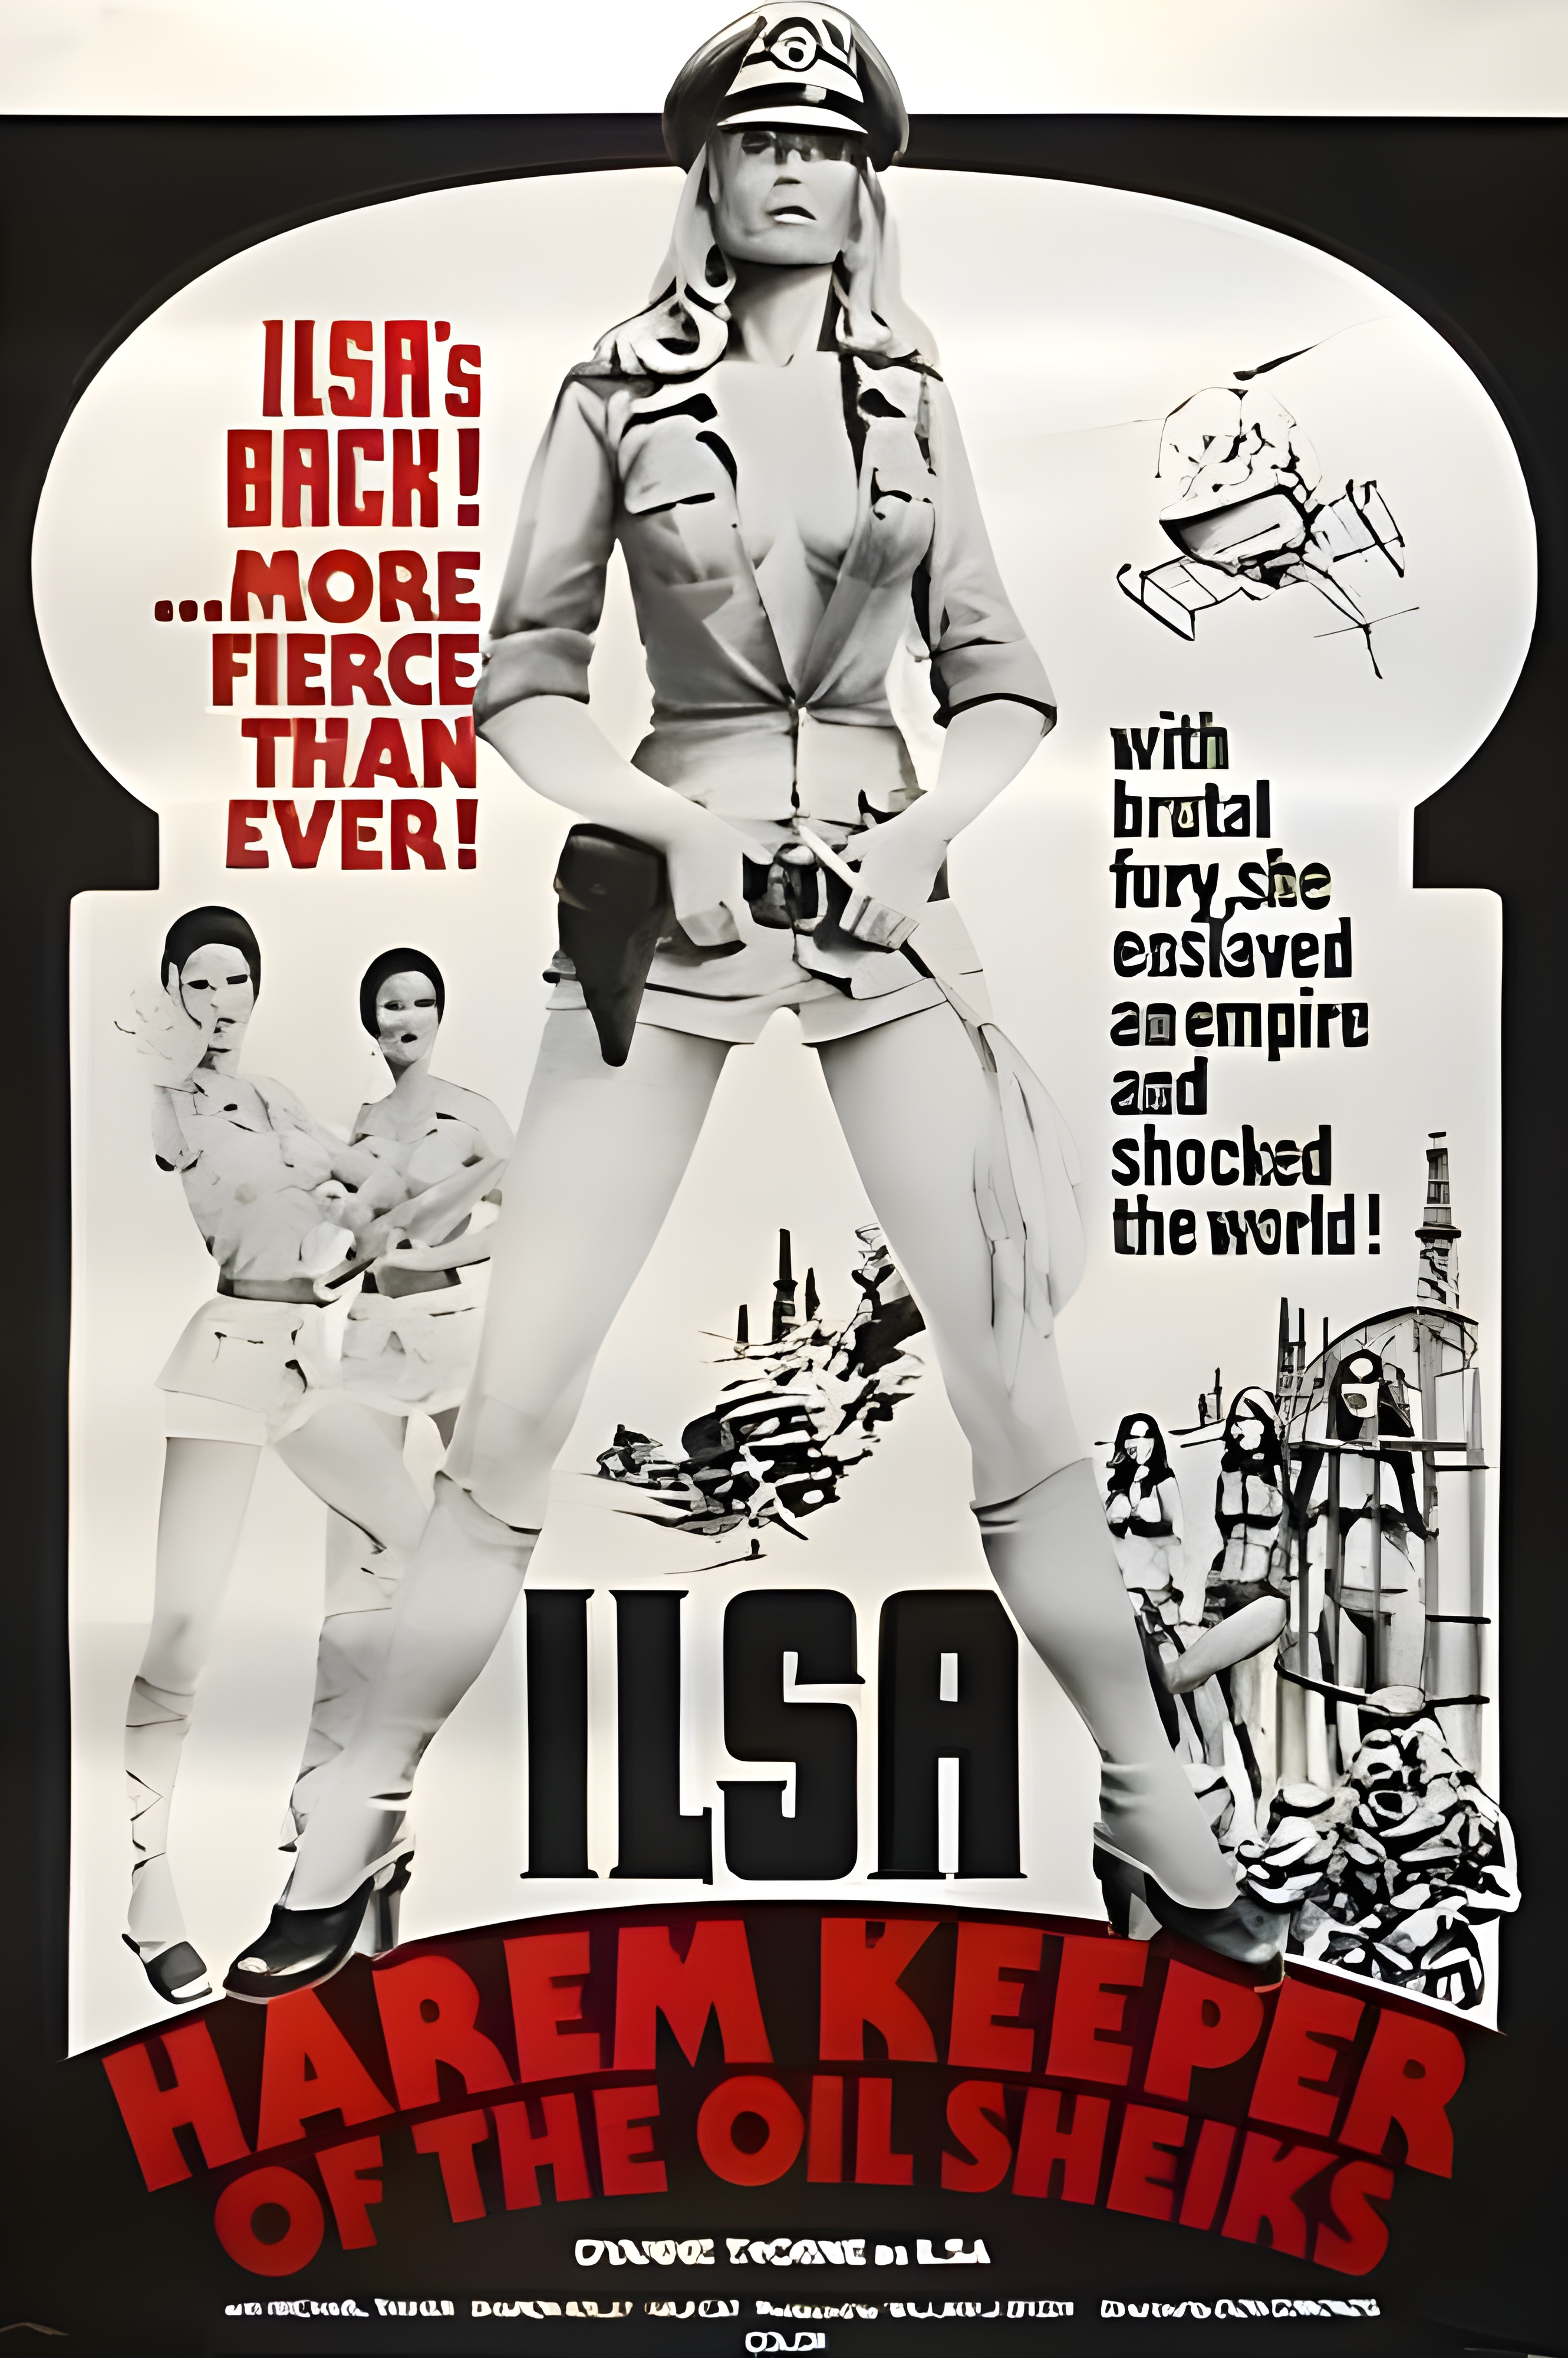 ILSA's
BACK!
...MORE
FIERCE
THAN
EVER!
with
brutal
fury she
enslaved
an empire
and
shocked
the world!
ILSA
HAREM KEEPER
OF THE OIL SHEIKS